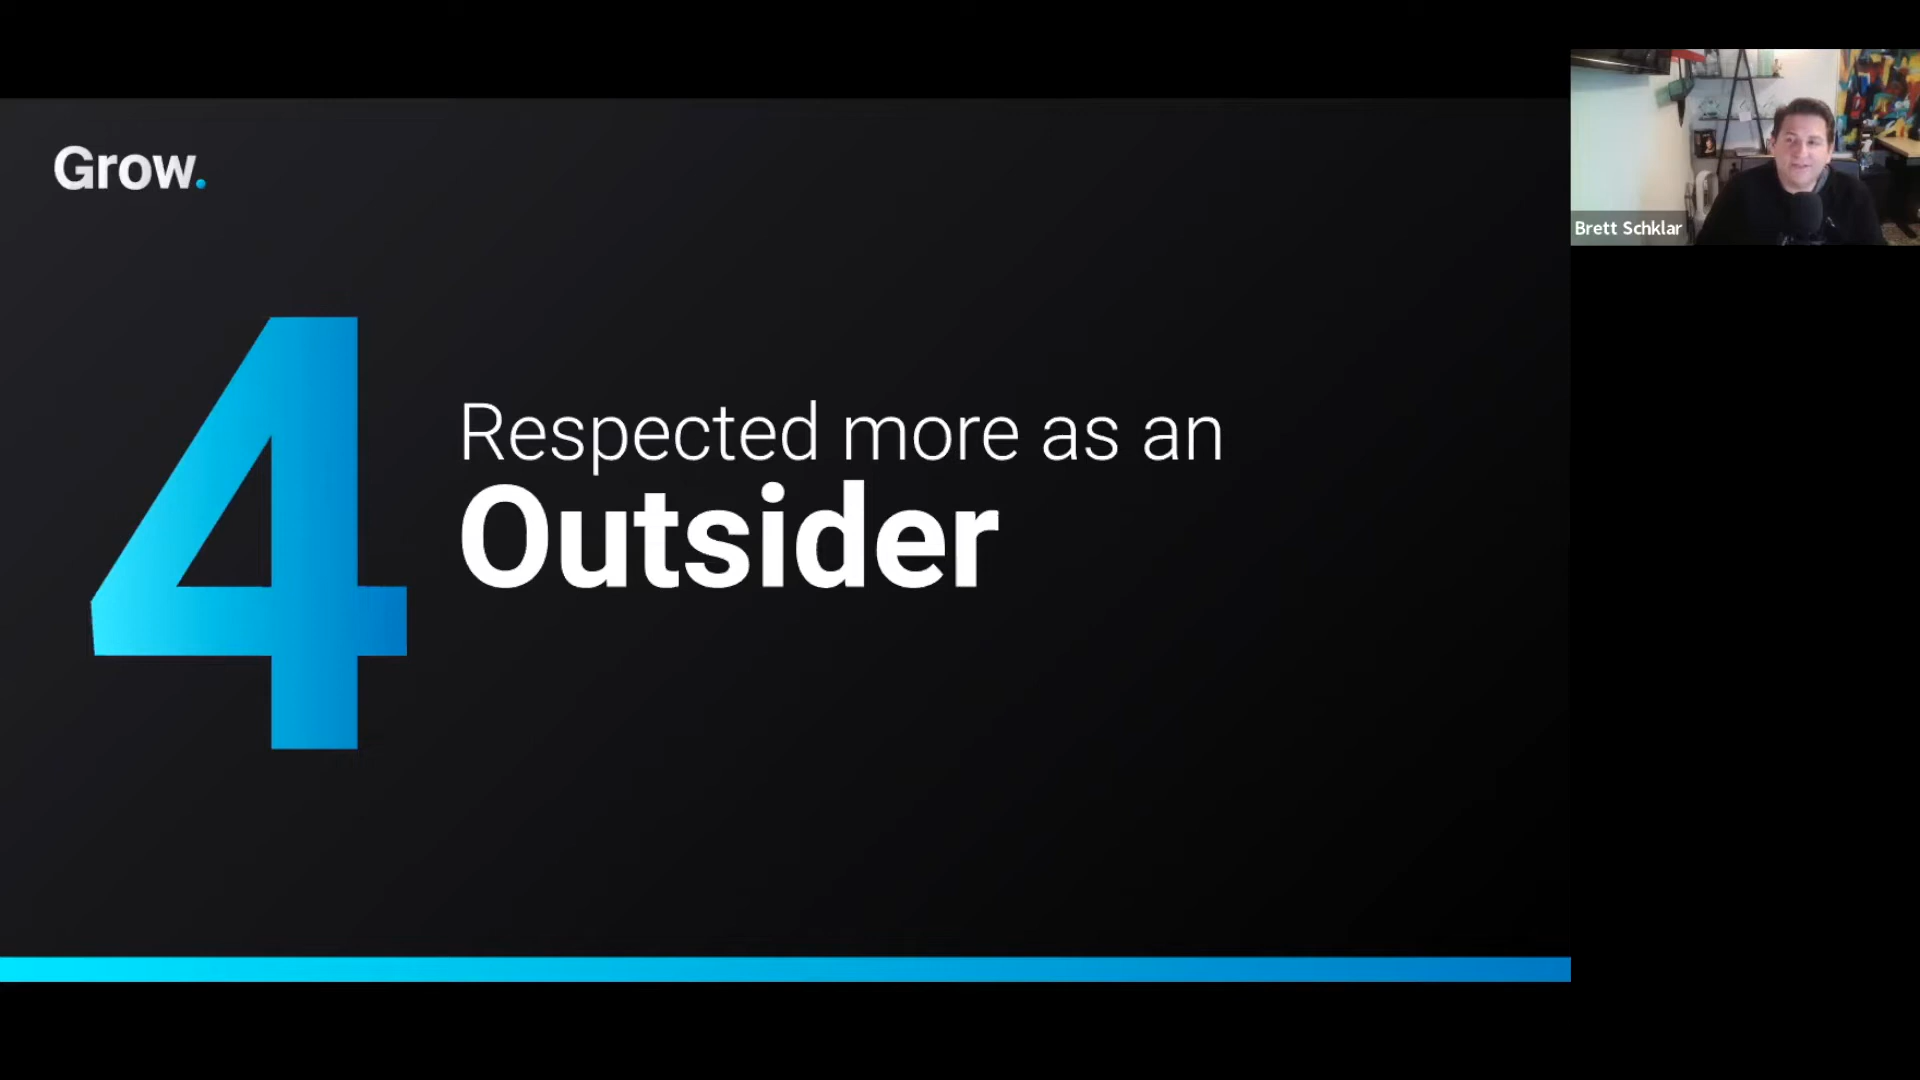 Grow.
4
Respected more as an
Outsider
Brett Schklar